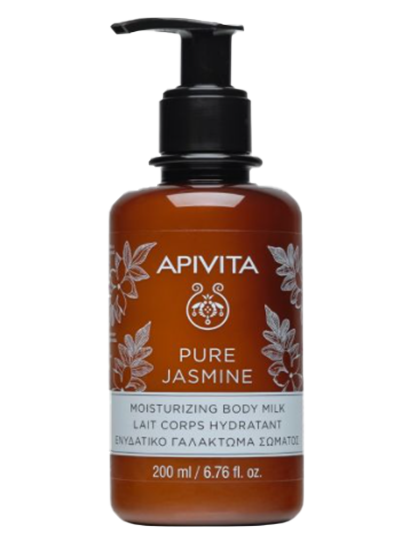 APIVITA
PURE
JASMINE
MOISTURIZING BODY MILK
LAIT CORPS HYDRATANT
ΕΝΥΔΑΤΙΚΟ ΓΑΛΑΚΤΩΜΑ ΣΩΜΑΤΟΣ
200 ml / 6.76 fl. oz.